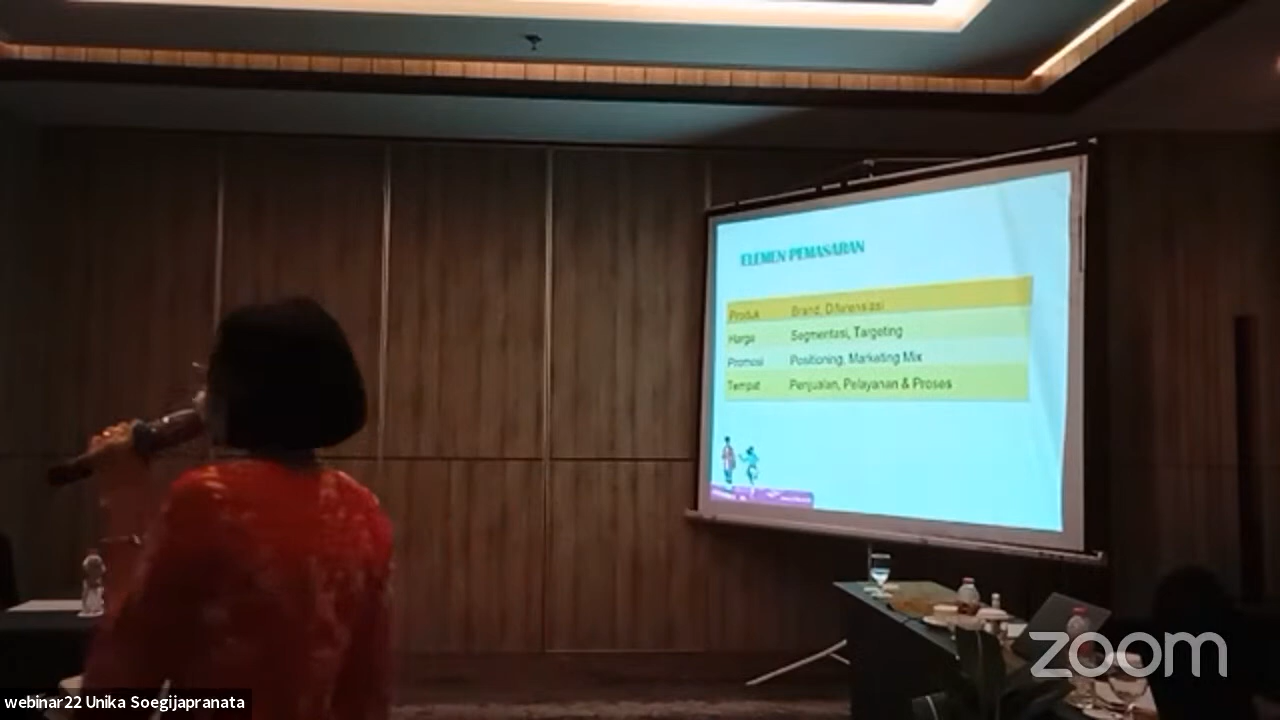 ELEMEN PEMASARAN
Produk Brand, Diferensiasi
Harga Segmentasi, Targeting
Promosi Positioning, Marketing Mix
Tempat Penjualan, Pelayanan & Proses
zoom
webinar22 Unika Soegijapranata